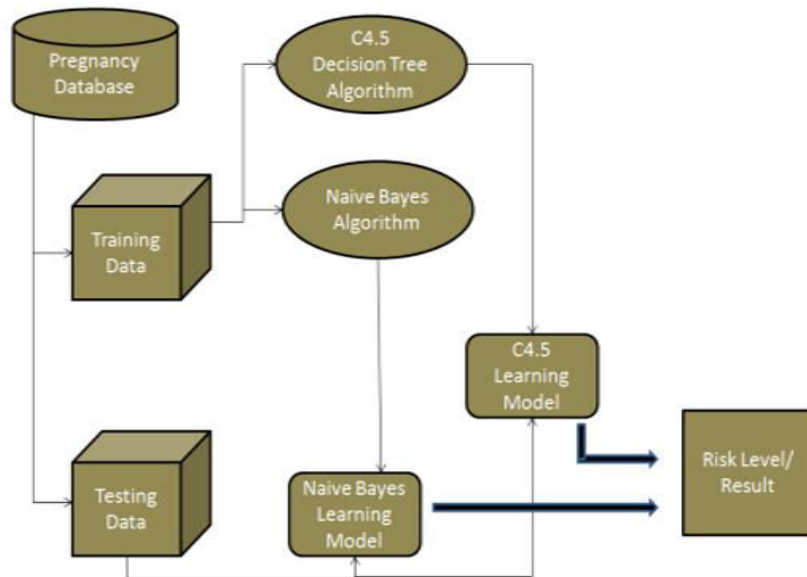 Pregnancy
Database
C4.5
Decision Tree
Algorithm
Naive Bayes
Algorithm
Training
Data
C4.5
Learning
Model
Risk Level/
Result
Testing
Data
Naive Bayes
Learning
Model